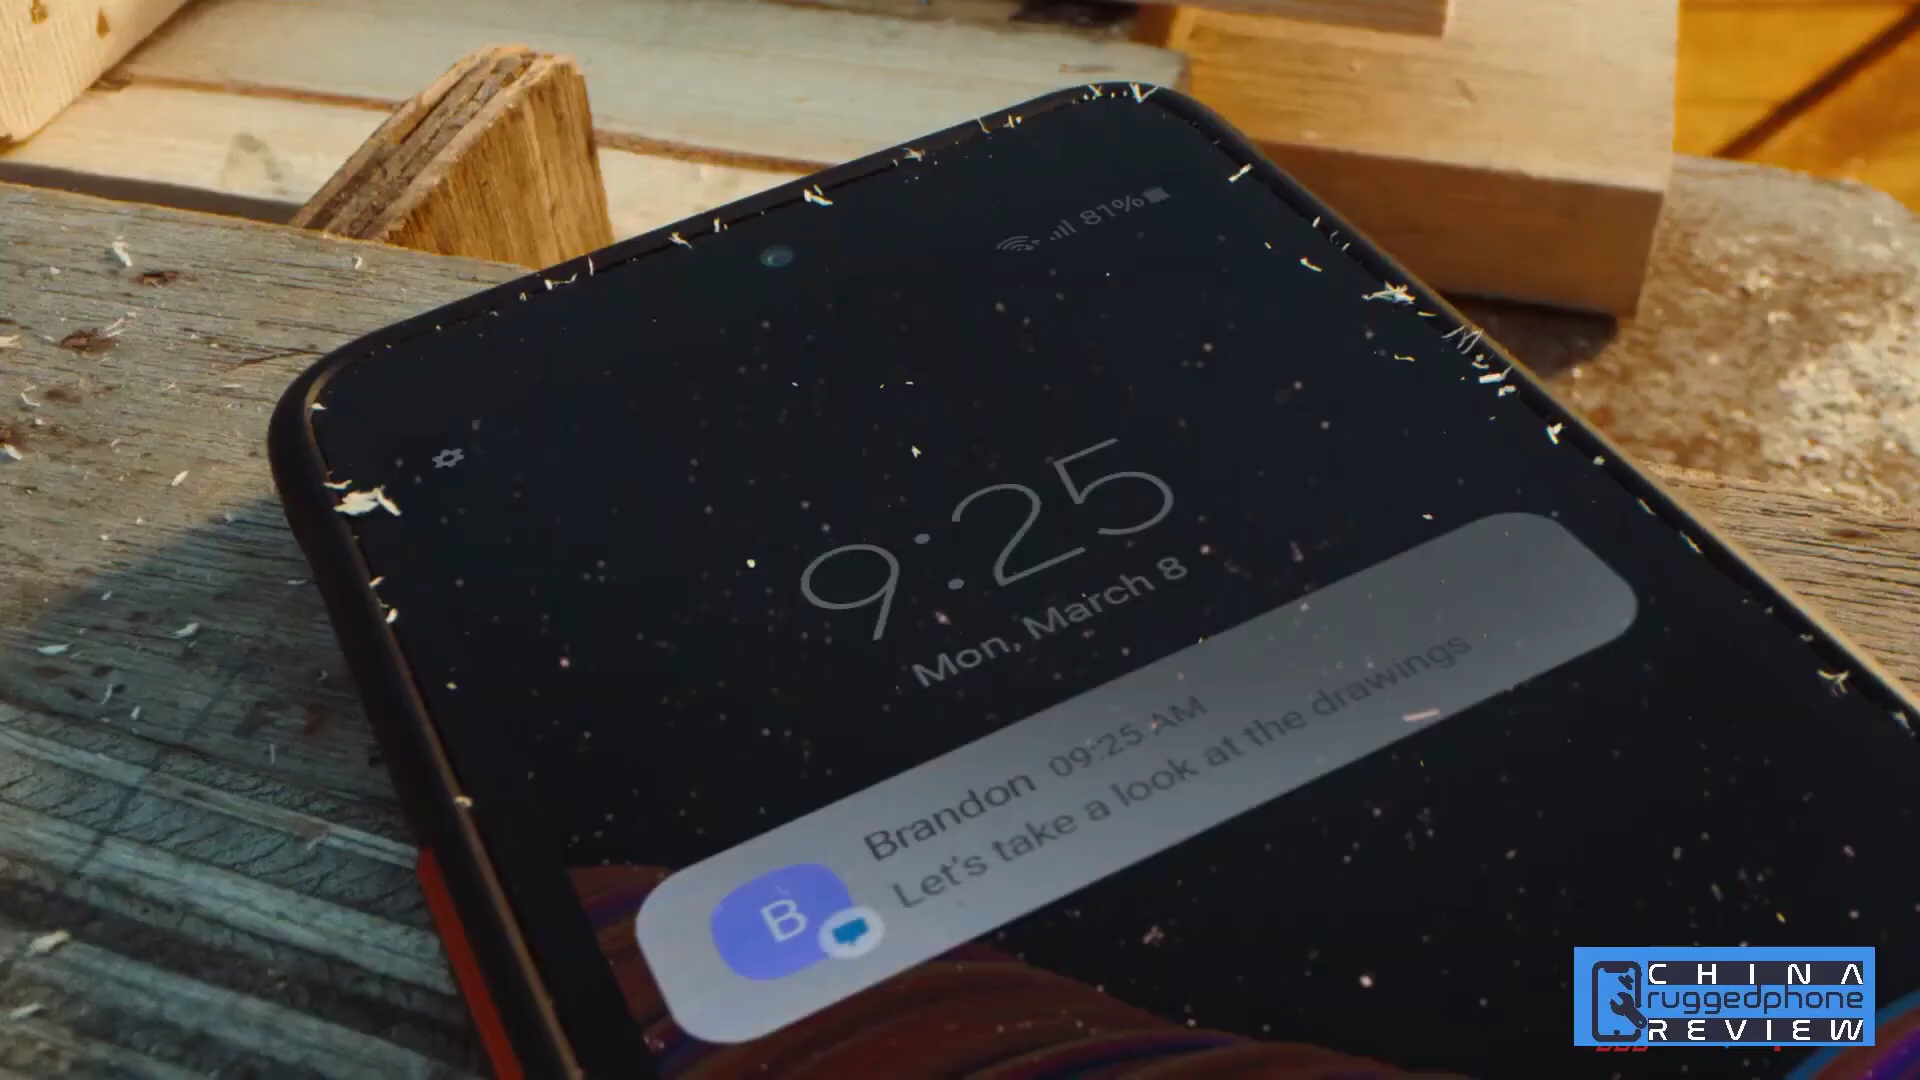 81%
9:25
Mon, March 8
Brandon 09:25 AM
Let's take a look at the drawings
B
CHINA
ruggedphone
REVIEW